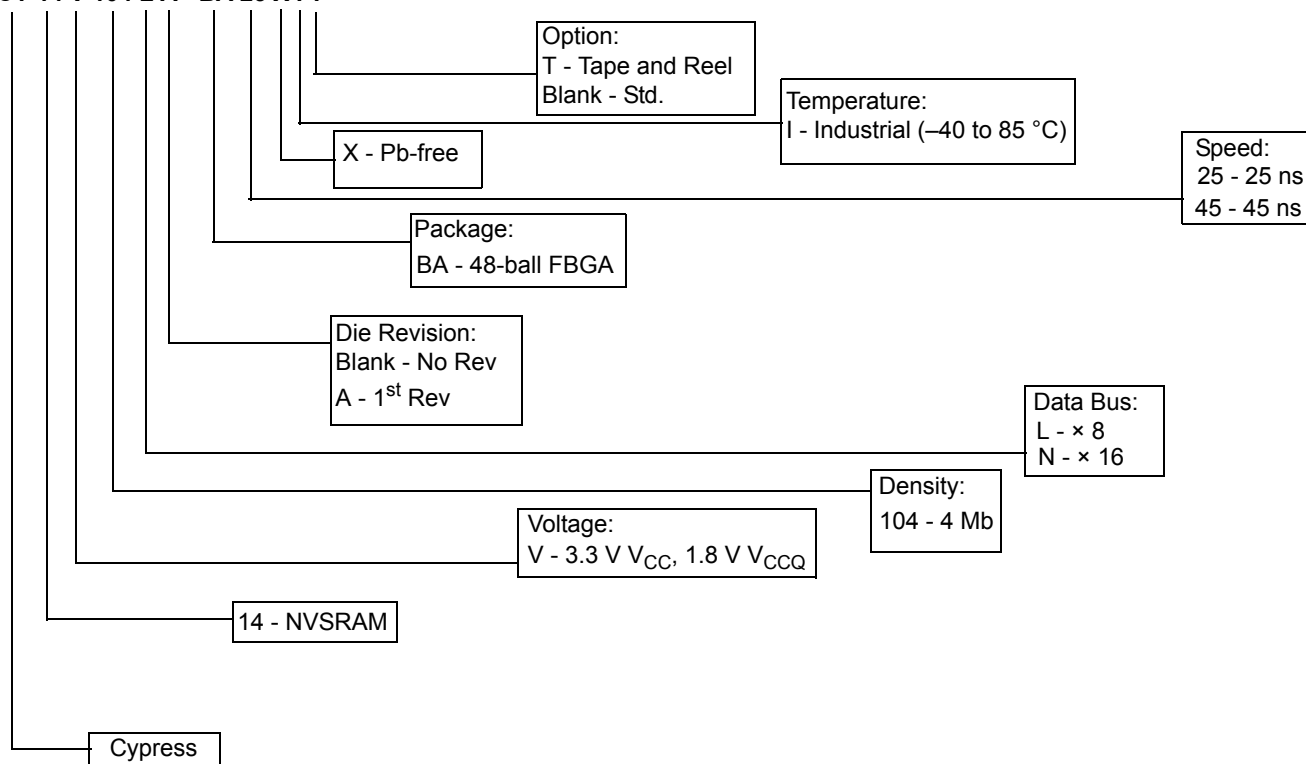 Option:
T - Tape and Reel
Blank - Std.
Temperature:
I - Industrial (–40 to 85 °C)
X - Pb-free
Speed:
25 - 25 ns
45 - 45 ns
Package:
BA - 48-ball FBGA
Die Revision:
Blank - No Rev
A - 1st Rev
Data Bus:
L - × 8
N - × 16
Density:
104 - 4 Mb
Voltage:
V - 3.3 V VCC, 1.8 V VCCQ
14 - NVSRAM
Cypress